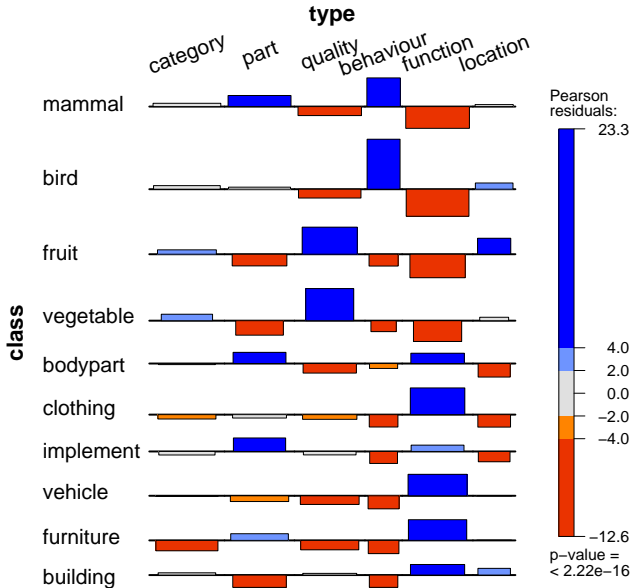 type
category part quality behaviour function location
mammal
bird
fruit
vegetable
bodypart
clothing
implement
vehicle
furniture
building
class
Pearson
residuals:
23.3
4.0
2.0
0.0
−2.0
−4.0
−12.6
p−value =
< 2.22e−16